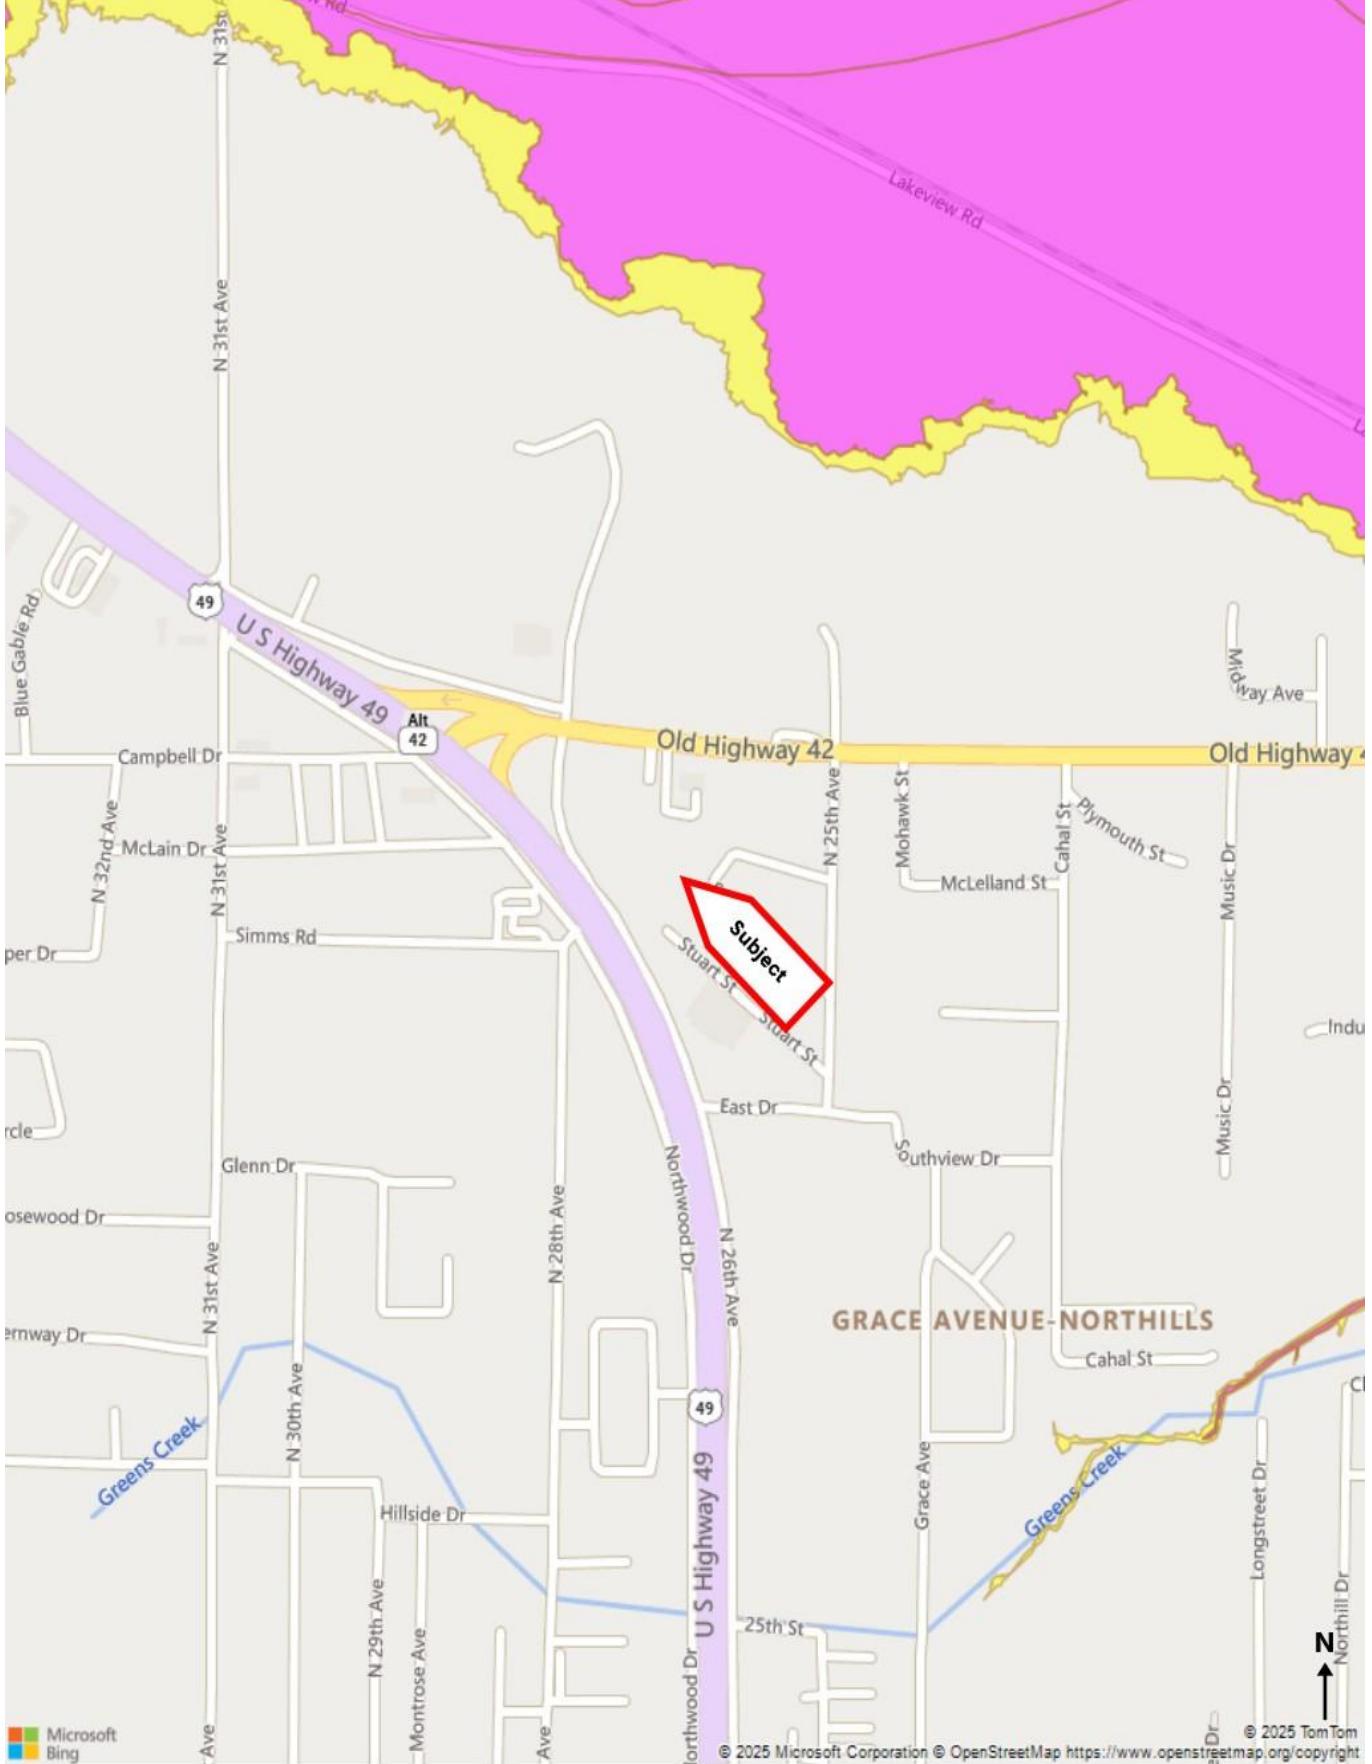 N 31st A
Rd
Lakeview Rd
N 31st Ave
49
U S Highway 49
Blue Gable Rd
Midway Ave
Alt
42
Old Highway 42
Old Highway 4
Campbell Dr
N 25th Ave
Mohawk St
Cahal St
Plymouth St
N 32nd Ave
McLain Dr
N 31st Ave
Music Dr
McLelland St
Simms Rd
per Dr
Subject
Stuart St
Stuart St
Indu
East Dr
rcle
Music Dr
Southview Dr
Glenn Dr
Northwood Dr
osewood Dr
N 28th Ave
N 26th Ave
N 31st Ave
GRACE AVENUE-NORTHILLS
ernway Dr
Cahal St
Cl
49
N 30th Ave
Greens Creek
Grace Ave
Greens Creek
Longstreet Dr
Hillside Dr
U S Highway 49
N 29th Ave
Montrose Ave
25th St
Northill Dr
N
orthwood Dr
Ave
Ave
e Dr
Microsoft
Bing
© 2025 TomTom
© 2025 Microsoft Corporation © OpenStreetMap https://www.openstreetmap.org/copyright